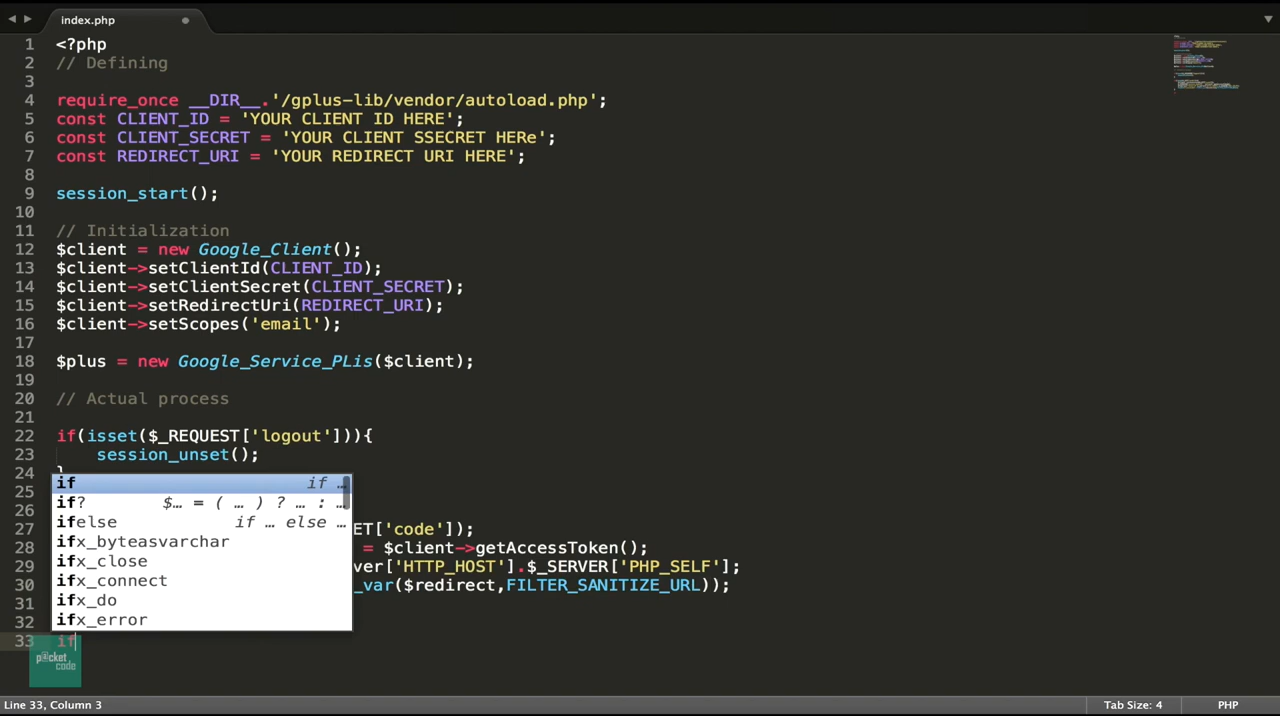 index.php
1 <?php
2 // Defining
3
4 require_once __DIR__.'/gplus-lib/vendor/autoload.php';
5 const CLIENT_ID = 'YOUR CLIENT ID HERE';
6 const CLIENT_SECRET = 'YOUR CLIENT SSECRET HERe';
7 const REDIRECT_URI = 'YOUR REDIRECT URI HERE';
8
9 session_start();
10
11 // Initialization
12 $client = new Google_Client();
13 $client->setClientId(CLIENT_ID);
14 $client->setClientSecret(CLIENT_SECRET);
15 $client->setRedirectUri(REDIRECT_URI);
16 $client->setScopes('email');
17
18 $plus = new Google_Service_PLis($client);
19
20 // Actual process
21
22 if(isset($_REQUEST['logout'])){
23 session_unset();
24 }
25 if if …
26 if? $… = ( … ) ? … : …
ifelse if … else …
27 ET['code']);
ifx_byteasvarchar
28 = $client->getAccessToken();
ifx_close
29 ver['HTTP_HOST'].$_SERVER['PHP_SELF'];
ifx_connect
30 _var($redirect,FILTER_SANITIZE_URL));
31 ifx_do
32 ifx_error
33 if
p@cket
code
Line 33, Column 3 Tab Size: 4 PHP